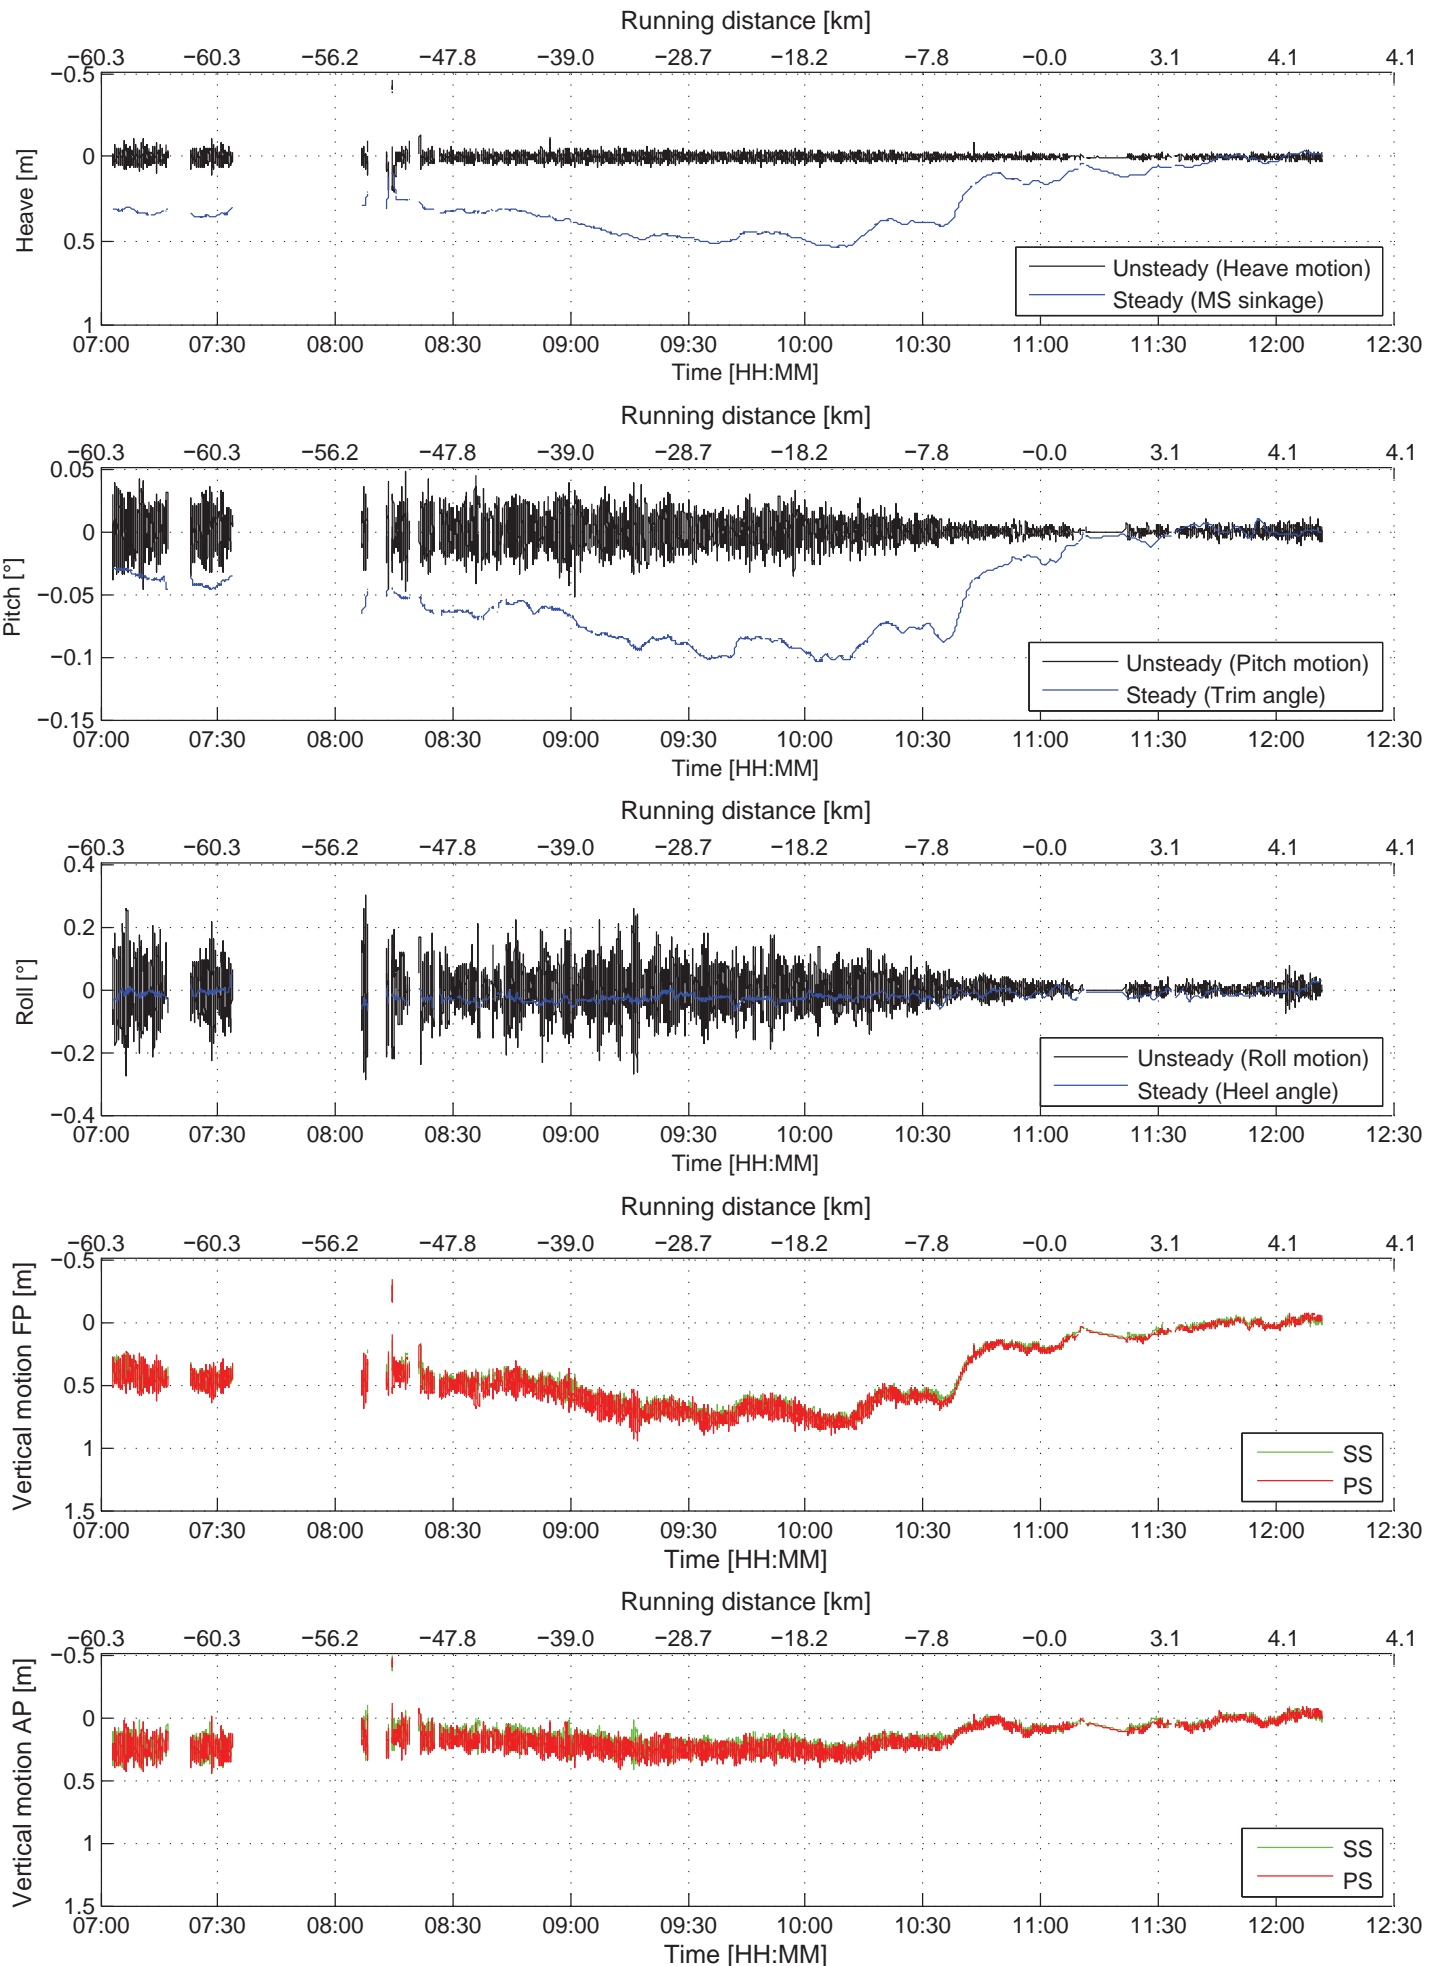 Running distance [km]
−60.3 −60.3 −56.2 −47.8 −39.0 −28.7 −18.2 −7.8 −0.0 3.1 4.1 4.1
−0.5
0
0.5
1
Heave [m]
Unsteady (Heave motion)
Steady (MS sinkage)
07:00 07:30 08:00 08:30 09:00 09:30 10:00 10:30 11:00 11:30 12:00 12:30
Time [HH:MM]
Running distance [km]
−60.3 −60.3 −56.2 −47.8 −39.0 −28.7 −18.2 −7.8 −0.0 3.1 4.1 4.1
0.05
0
−0.05
−0.1
−0.15
Pitch [°]
Unsteady (Pitch motion)
Steady (Trim angle)
07:00 07:30 08:00 08:30 09:00 09:30 10:00 10:30 11:00 11:30 12:00 12:30
Time [HH:MM]
Running distance [km]
−60.3 −60.3 −56.2 −47.8 −39.0 −28.7 −18.2 −7.8 −0.0 3.1 4.1 4.1
0.4
0.2
0
−0.2
−0.4
Roll [°]
Unsteady (Roll motion)
Steady (Heel angle)
07:00 07:30 08:00 08:30 09:00 09:30 10:00 10:30 11:00 11:30 12:00 12:30
Time [HH:MM]
Running distance [km]
−60.3 −60.3 −56.2 −47.8 −39.0 −28.7 −18.2 −7.8 −0.0 3.1 4.1 4.1
−0.5
0
0.5
1
1.5
Vertical motion FP [m]
SS
PS
07:00 07:30 08:00 08:30 09:00 09:30 10:00 10:30 11:00 11:30 12:00 12:30
Time [HH:MM]
Running distance [km]
−60.3 −60.3 −56.2 −47.8 −39.0 −28.7 −18.2 −7.8 −0.0 3.1 4.1 4.1
−0.5
0
0.5
1
1.5
Vertical motion AP [m]
SS
PS
07:00 07:30 08:00 08:30 09:00 09:30 10:00 10:30 11:00 11:30 12:00 12:30
Time [HH:MM]